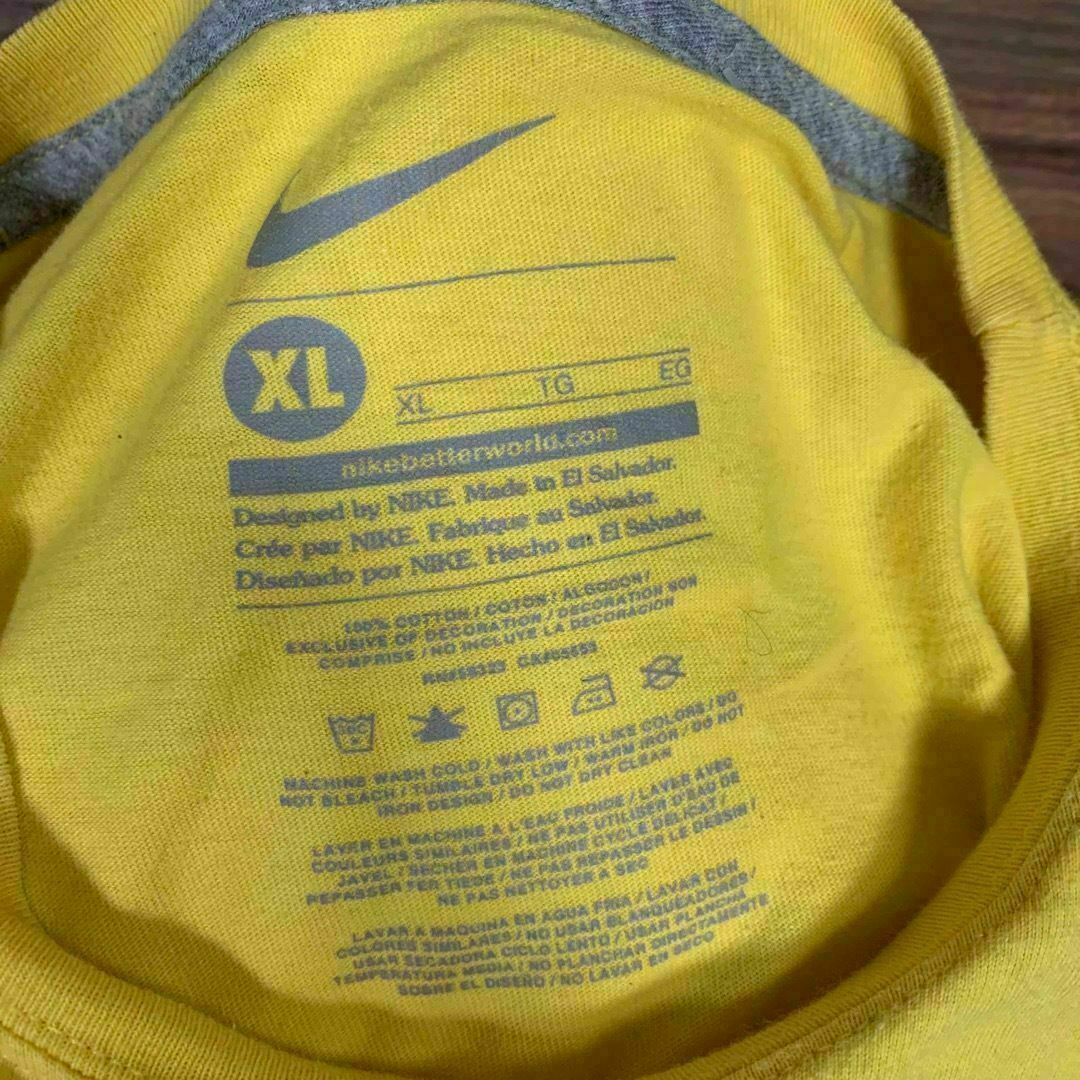 XL
XL TG EG
nikebetterworld.com
Designed by NIKE. Made in El Salvador.
Crée par NIKE. Fabrique au Salvador.
Diseñado por NIKE. Hecho en El Salvador.
100% COTTON / COTON / ALGODON /
EXCLUSIVE OF DECORATION / DECORATION NON
COMPRISE / NO INCLUYE LA DECORACIÓN
RN#56323 CA#05553
MACHINE WASH COLD / WASH WITH LIKE COLORS / DO
NOT BLEACH / TUMBLE DRY LOW / WARM IRON / DO NOT
IRON DESIGN / DO NOT DRY CLEAN
LAVER EN MACHINE A L'EAU FROIDE / LAVER AVEC
COULEURS SIMILAIRES / NE PAS UTILISER D'EAU DE
JAVEL / SECHER EN MACHINE CYCLE DELICAT /
REPASSER FER TIEDE / NE PAS REPASSER LE DESSIN /
NE PAS NETTOYER A SEC
LAVAR A MAQUINA EN AGUA FRIA / LAVAR CON
COLORES SIMILARES / NO USAR BLANQUEADORES /
USAR SECADORA CICLO LENTO / USAR PLANCHA
TEMPERATURA MEDIA / NO PLANCHAR DIRECTAMENTE
SOBRE EL DISEÑO / NO LAVAR EN SECO